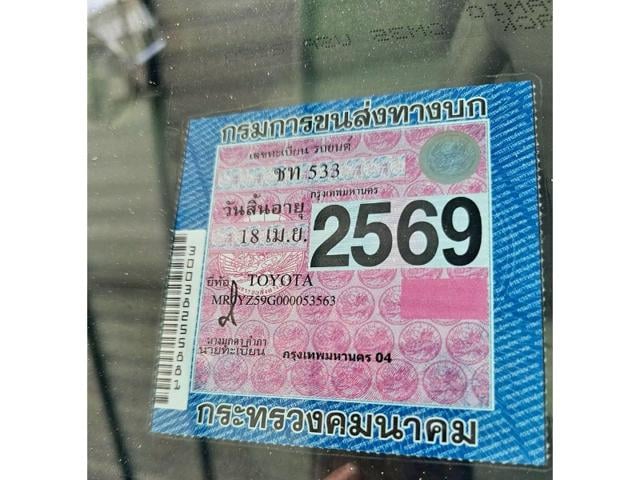 กรมการขนส่งทางบก
เลขทะเบียน รถยนต์
ชท 533
กรุงเทพมหานคร
วันสิ้นอายุ
18 เม.ย. 2569
ยี่ห้อ TOYOTA
YZ59G000053563
นายทะเบียน กรุงเทพมหานคร 04
กระทรวงคมนาคม
30038255881